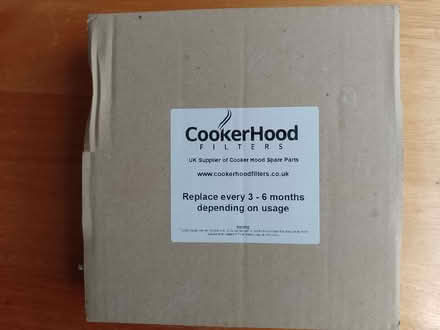 CookerHood
FILTERS
UK Supplier of Cooker Hood Spare Parts
www.cookerhoodfilters.co.uk
Replace every 3 - 6 months
depending on usage